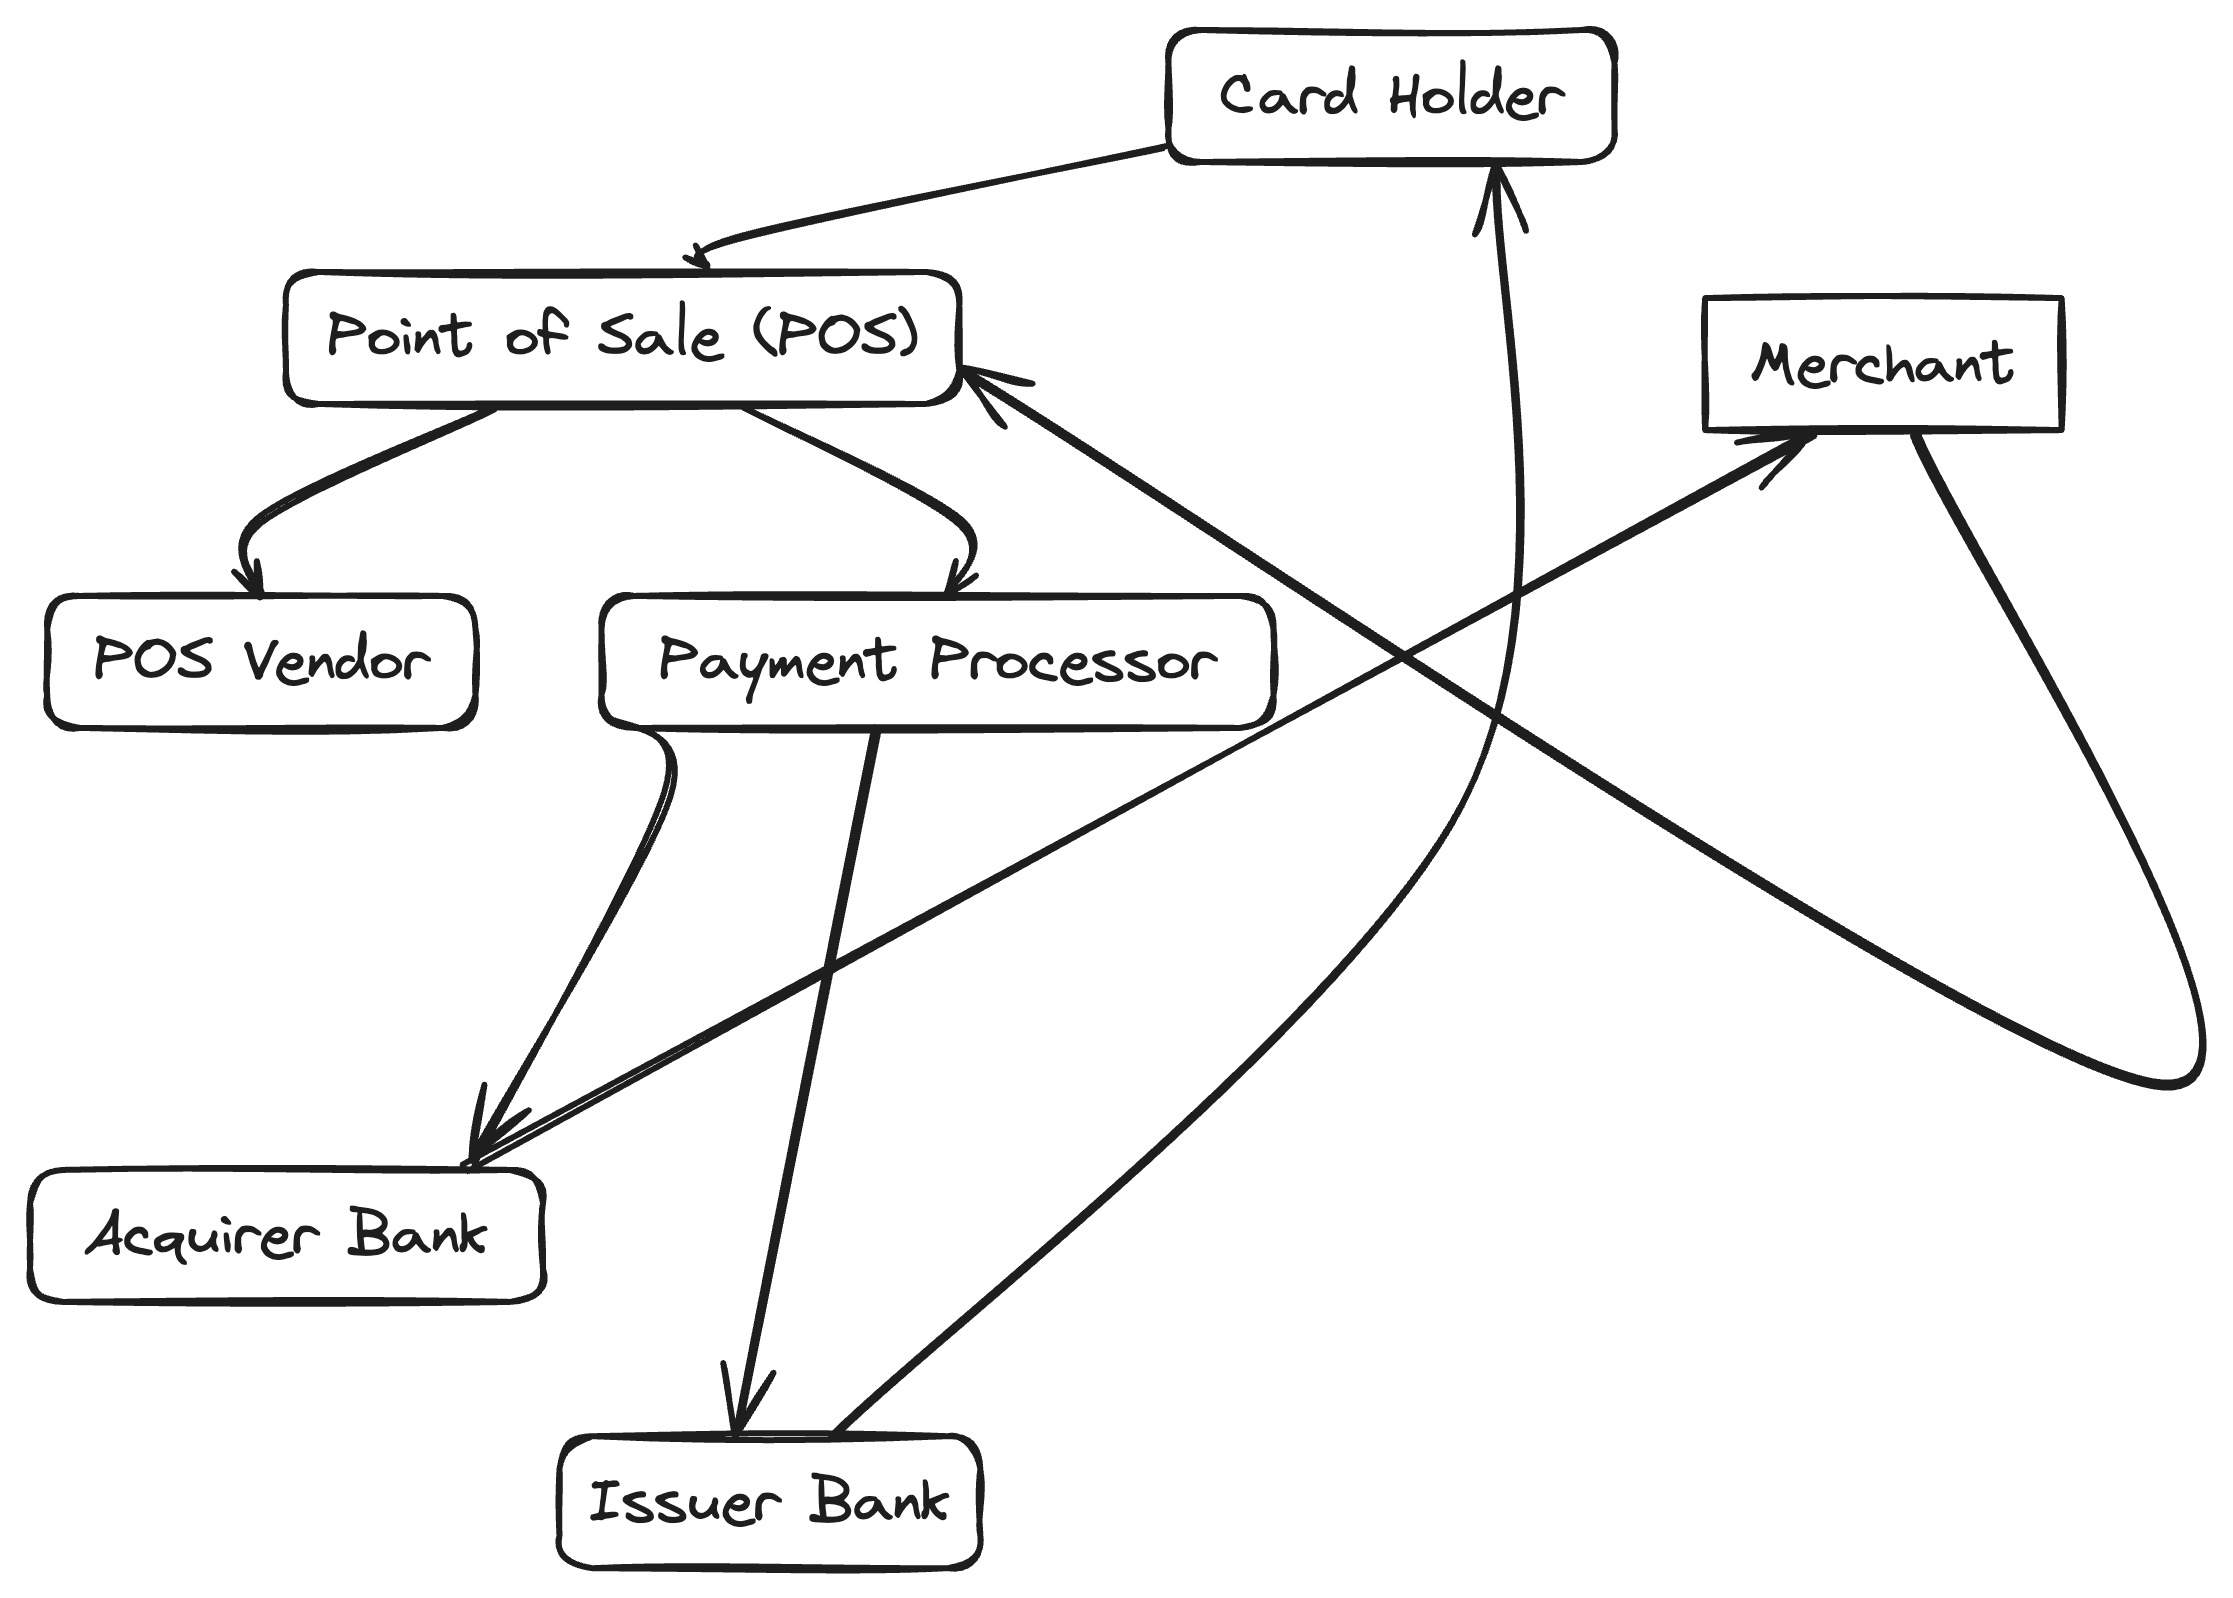 Card Holder
Point of Sale (POS)
Merchant
POS Vendor
Payment Processor
Acquirer Bank
Issuer Bank